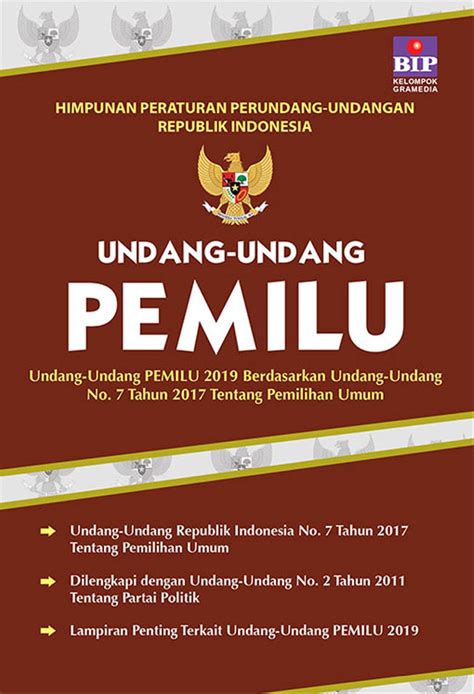 BIP
KELOMPOK
GRAMEDIA
HIMPUNAN PERATURAN PERUNDANG-UNDANGAN
REPUBLIK INDONESIA
UNDANG-UNDANG
PEMILU
Undang-Undang PEMILU 2019 Berdasarkan Undang-Undang
No. 7 Tahun 2017 Tentang Pemilihan Umum
Undang-Undang Republik Indonesia No. 7 Tahun 2017
Tentang Pemilihan Umum
Dilengkapi dengan Undang-Undang No. 2 Tahun 2011
Tentang Partai Politik
Lampiran Penting Terkait Undang-Undang PEMILU 2019